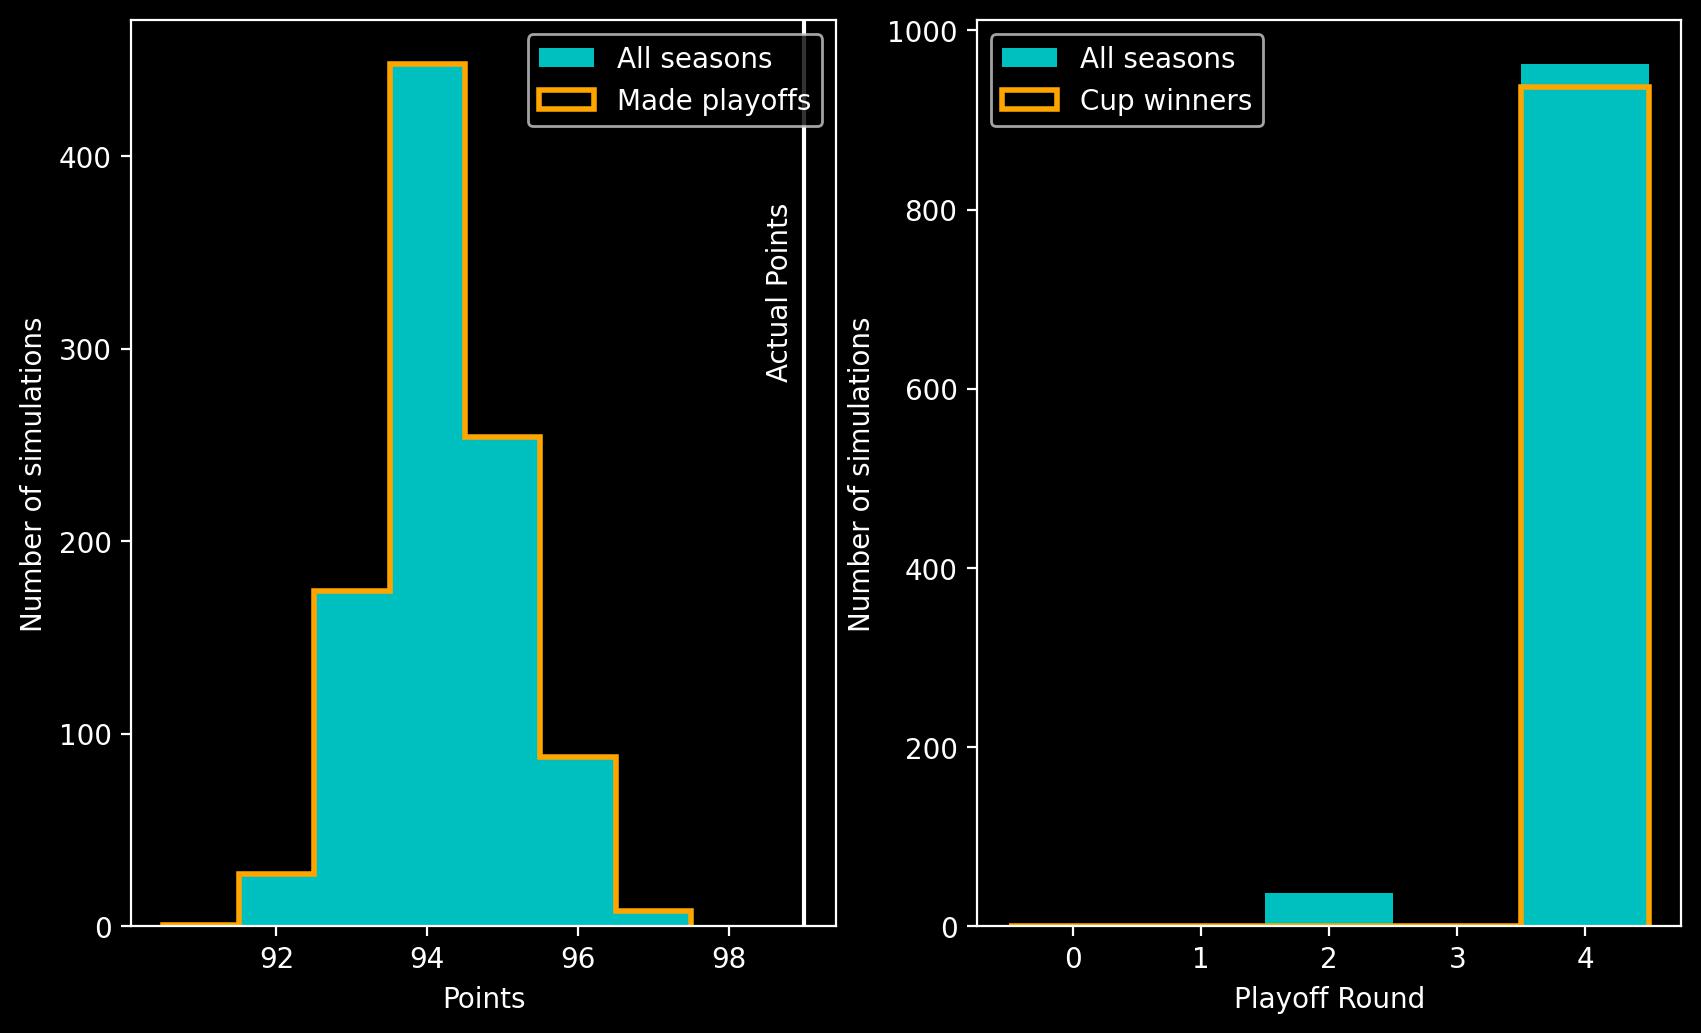 All seasons
Made playoffs
Actual Points
Number of simulations
400
300
200
100
0
92 94 96 98
Points
All seasons
Cup winners
Number of simulations
1000
800
600
400
200
0
0 1 2 3 4
Playoff Round